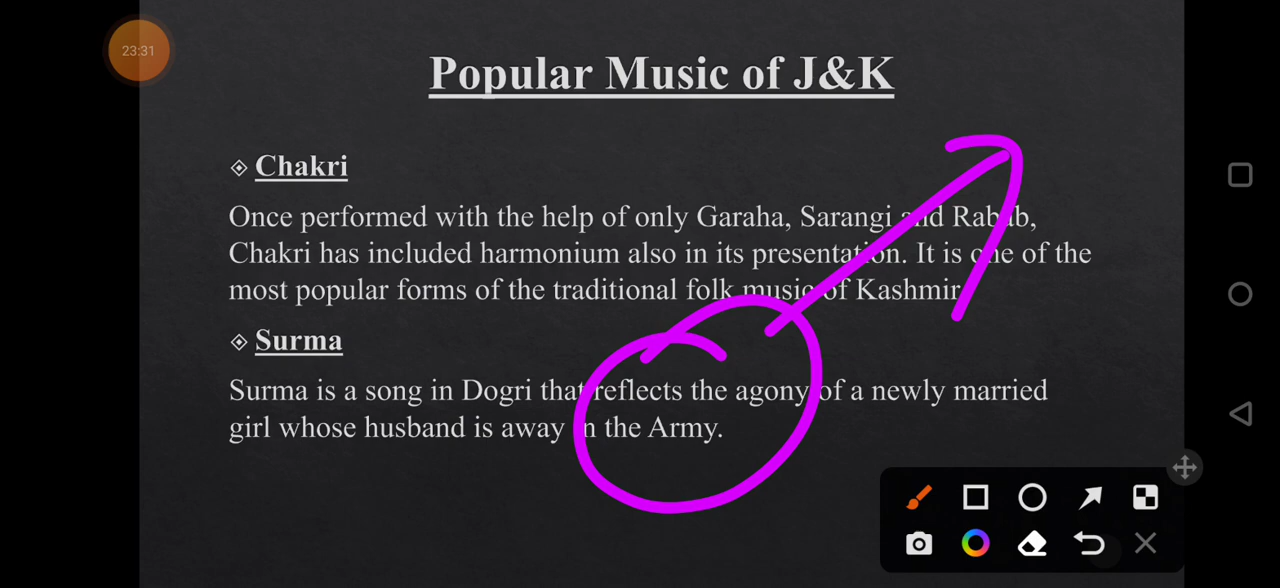 23:31
Popular Music of J&K
Chakri
Once performed with the help of only Garaha, Sarangi and Rabab,
Chakri has included harmonium also in its presentation. It is one of the
most popular forms of the traditional folk music of Kashmir.
Surma
Surma is a song in Dogri that reflects the agony of a newly married
girl whose husband is away in the Army.